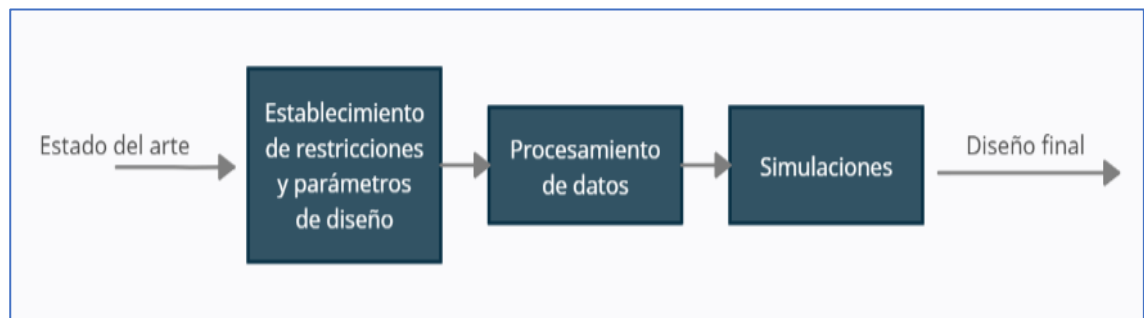 Estado del arte
Establecimiento
de restricciones
y parámetros
de diseño
Procesamiento
de datos
Simulaciones
Diseño final